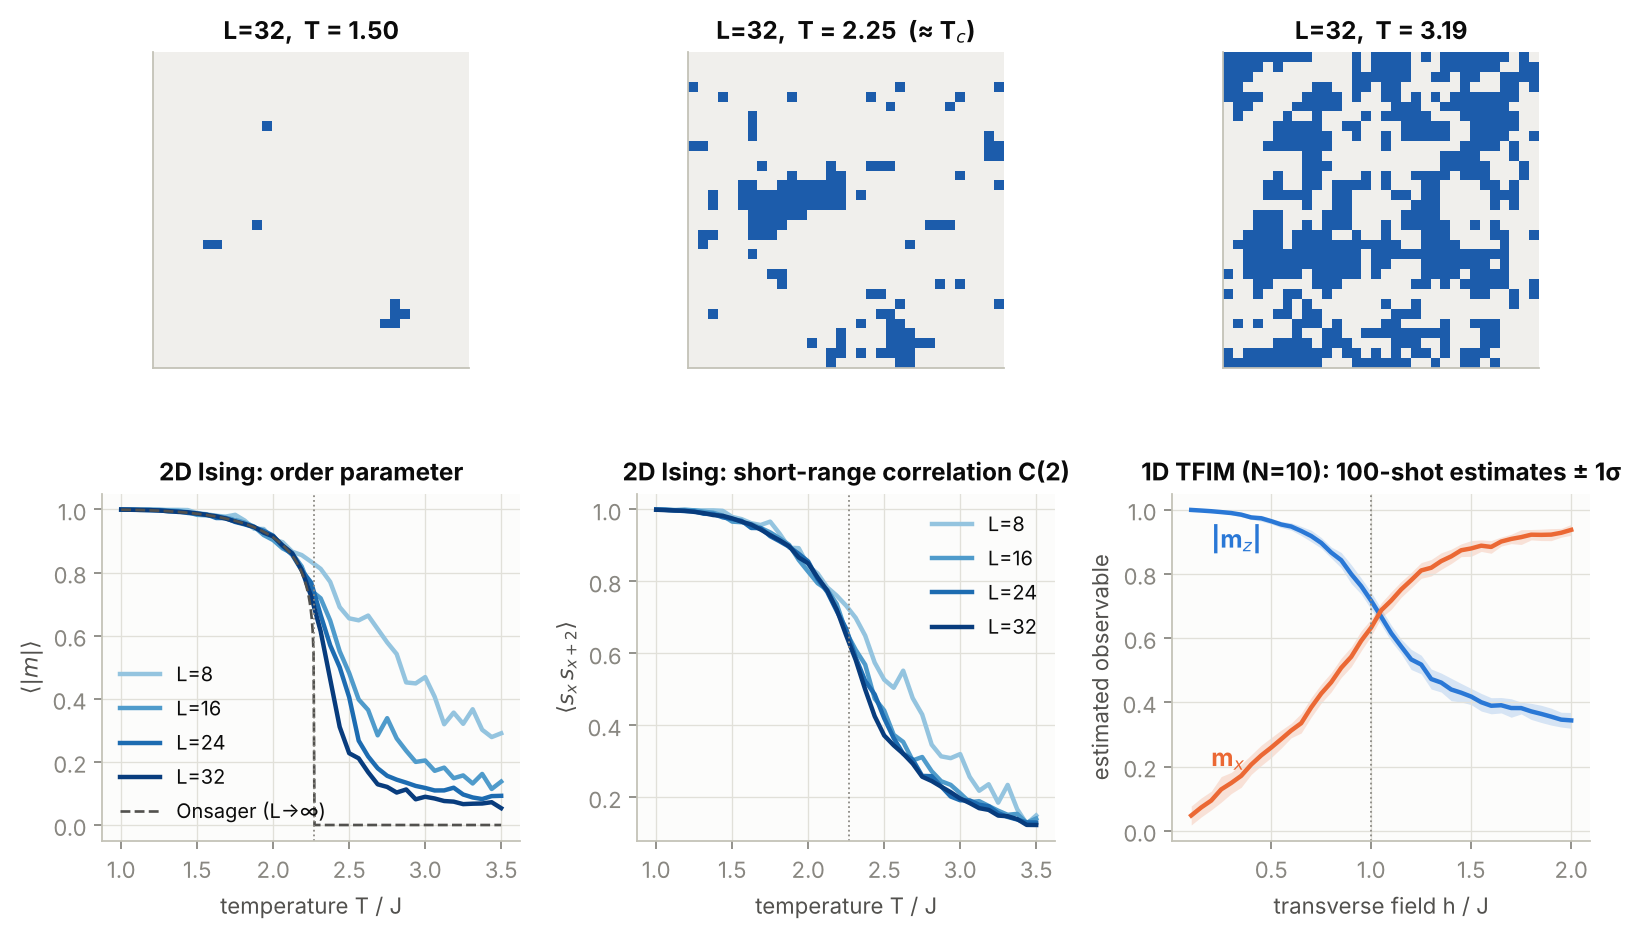 L=32, T = 1.50
L=32, T = 2.25 (≈ Tc)
L=32, T = 3.19
2D Ising: order parameter
⟨|m|⟩
1.0
0.8
0.6
0.4
0.2
0.0
L=8
L=16
L=24
L=32
Onsager (L→∞)
1.0 1.5 2.0 2.5 3.0 3.5
temperature T / J
2D Ising: short-range correlation C(2)
⟨sₓ sₓ₊₂⟩
1.0
0.8
0.6
0.4
0.2
L=8
L=16
L=24
L=32
1.0 1.5 2.0 2.5 3.0 3.5
temperature T / J
1D TFIM (N=10): 100-shot estimates ± 1σ
estimated observable
1.0
0.8
0.6
0.4
0.2
0.0
|mz|
mx
0.5 1.0 1.5 2.0
transverse field h / J